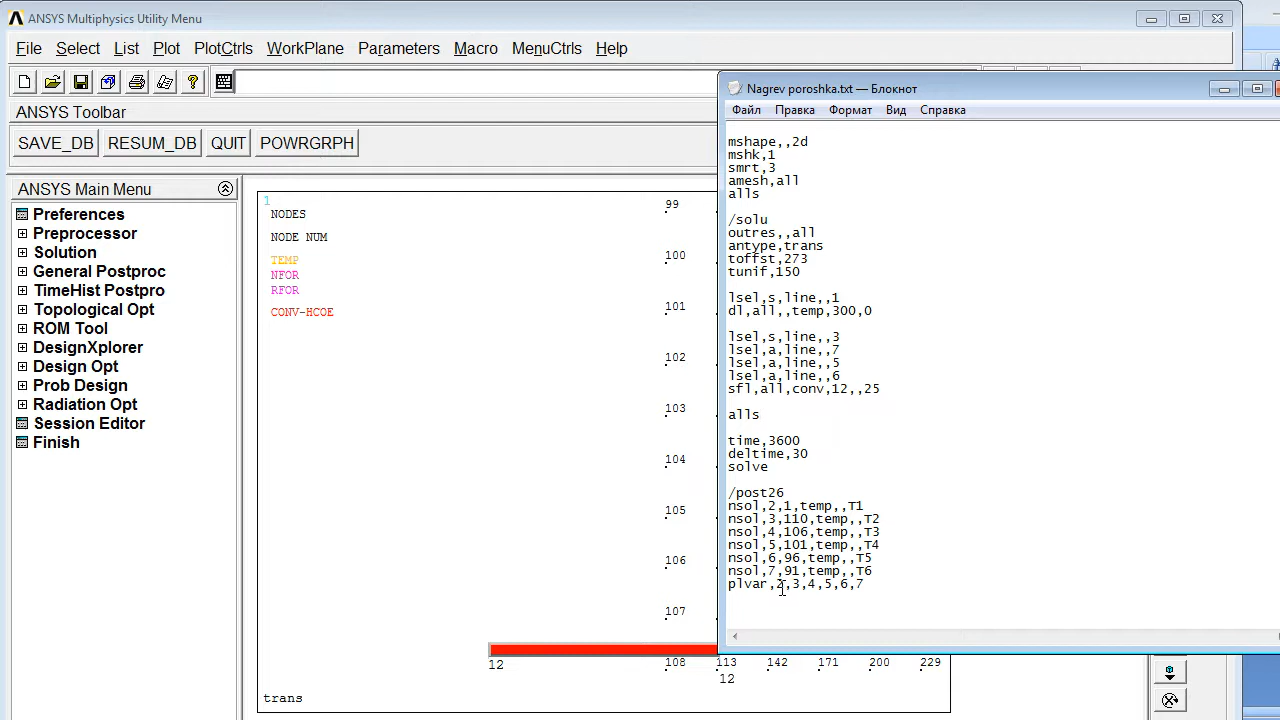 ANSYS Multiphysics Utility Menu
File Select List Plot PlotCtrls WorkPlane Parameters Macro MenuCtrls Help
ANSYS Toolbar
SAVE_DB RESUM_DB QUIT POWRGRPH
ANSYS Main Menu
Preferences
Preprocessor
Solution
General Postproc
TimeHist Postpro
Topological Opt
ROM Tool
DesignXplorer
Design Opt
Prob Design
Radiation Opt
Session Editor
Finish
1
NODES
NODE NUM
TEMP
NFOR
RFOR
CONV-HCOE
99
100
101
102
103
104
105
106
107
12
108 113 142 171 200 229
12
trans
Nagrev poroshka.txt — Блокнот
Файл Правка Формат Вид Справка
mshape,,2d
mshk,1
smrt,3
amesh,all
alls
/solu
outres,,all
antype,trans
toffst,273
tunif,150
lsel,s,line,,1
dl,all,,temp,300,0
lsel,s,line,,3
lsel,a,line,,7
lsel,a,line,,5
lsel,a,line,,6
sfl,all,conv,12,,25
alls
time,3600
deltime,30
solve
/post26
nsol,2,1,temp,,T1
nsol,3,110,temp,,T2
nsol,4,106,temp,,T3
nsol,5,101,temp,,T4
nsol,6,96,temp,,T5
nsol,7,91,temp,,T6
plvar,2,3,4,5,6,7